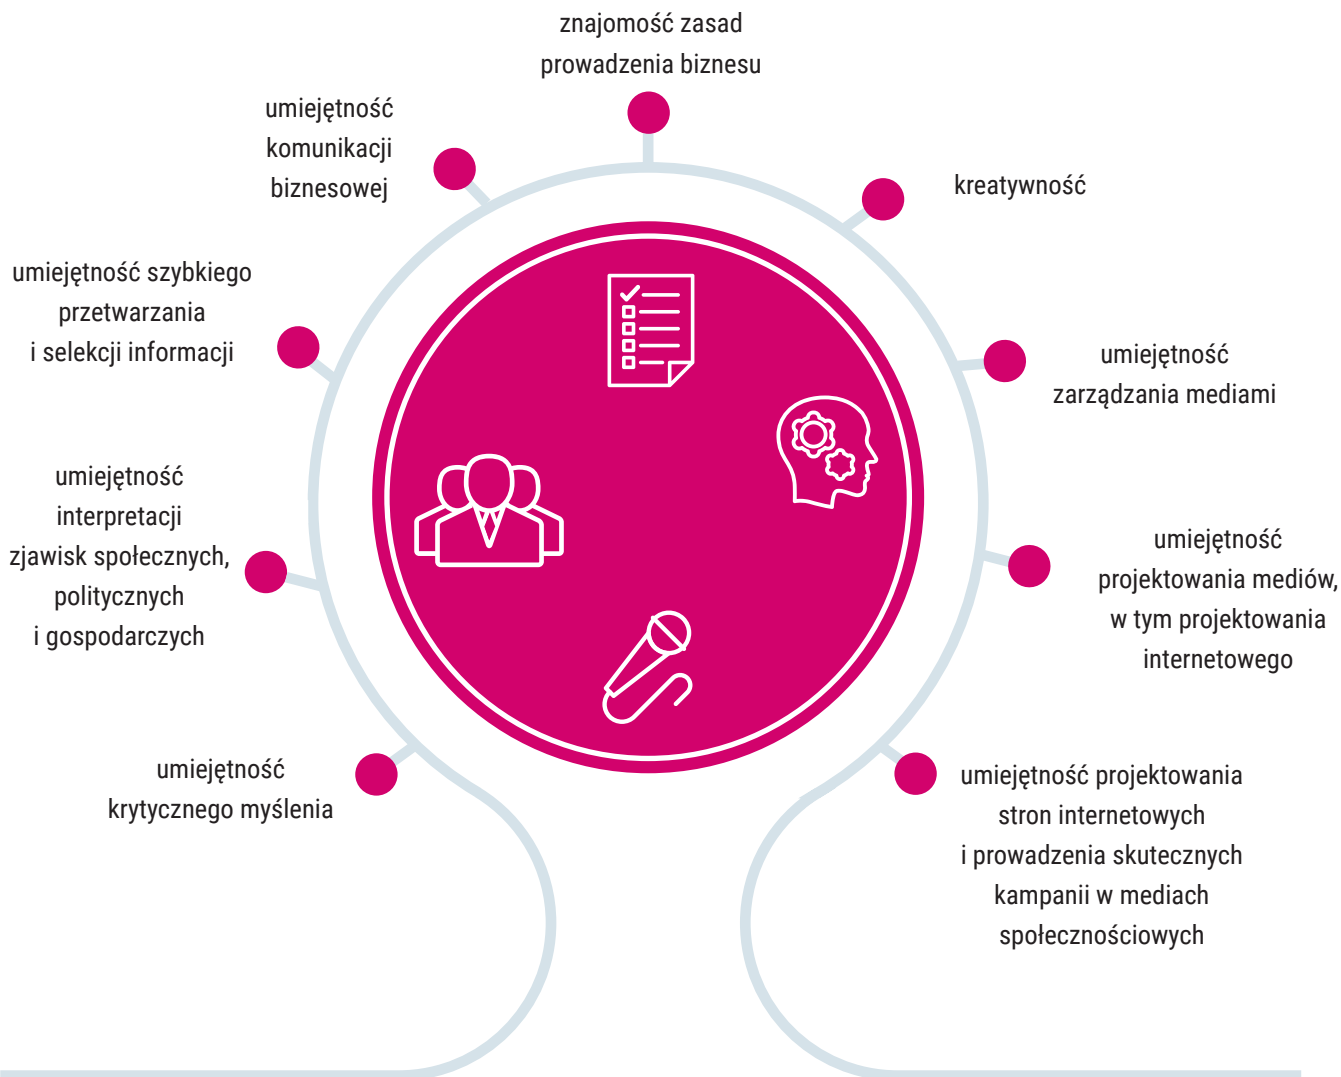 znajomość zasad
prowadzenia biznesu
umiejętność
komunikacji
biznesowej
kreatywność
umiejętność szybkiego
przetwarzania
i selekcji informacji
umiejętność
zarządzania mediami
umiejętność
interpretacji
zjawisk społecznych,
politycznych
i gospodarczych
umiejętność
projektowania mediów,
w tym projektowania
internetowego
umiejętność
krytycznego myślenia
umiejętność projektowania
stron internetowych
i prowadzenia skutecznych
kampanii w mediach
społecznościowych